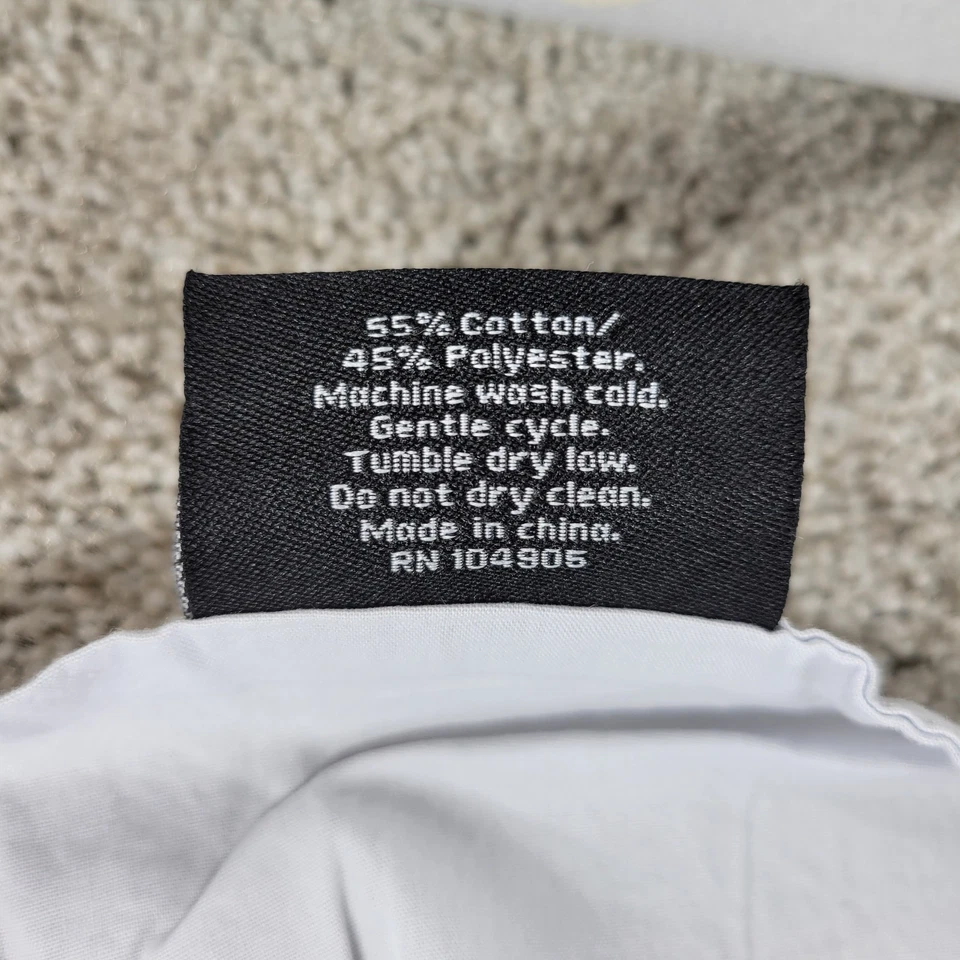 55% Cotton/
45% Polyester.
Machine wash cold.
Gentle cycle.
Tumble dry low.
Do not dry clean.
Made in china.
RN 104905